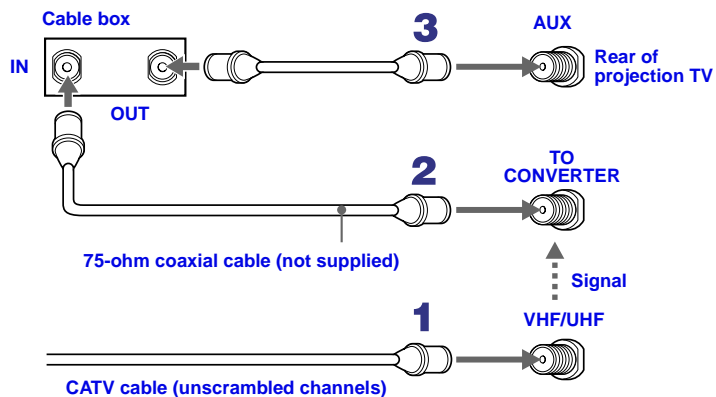 Cable box
3
AUX
IN
Rear of
projection TV
OUT
2
TO
CONVERTER
75-ohm coaxial cable (not supplied)
Signal
1
VHF/UHF
CATV cable (unscrambled channels)